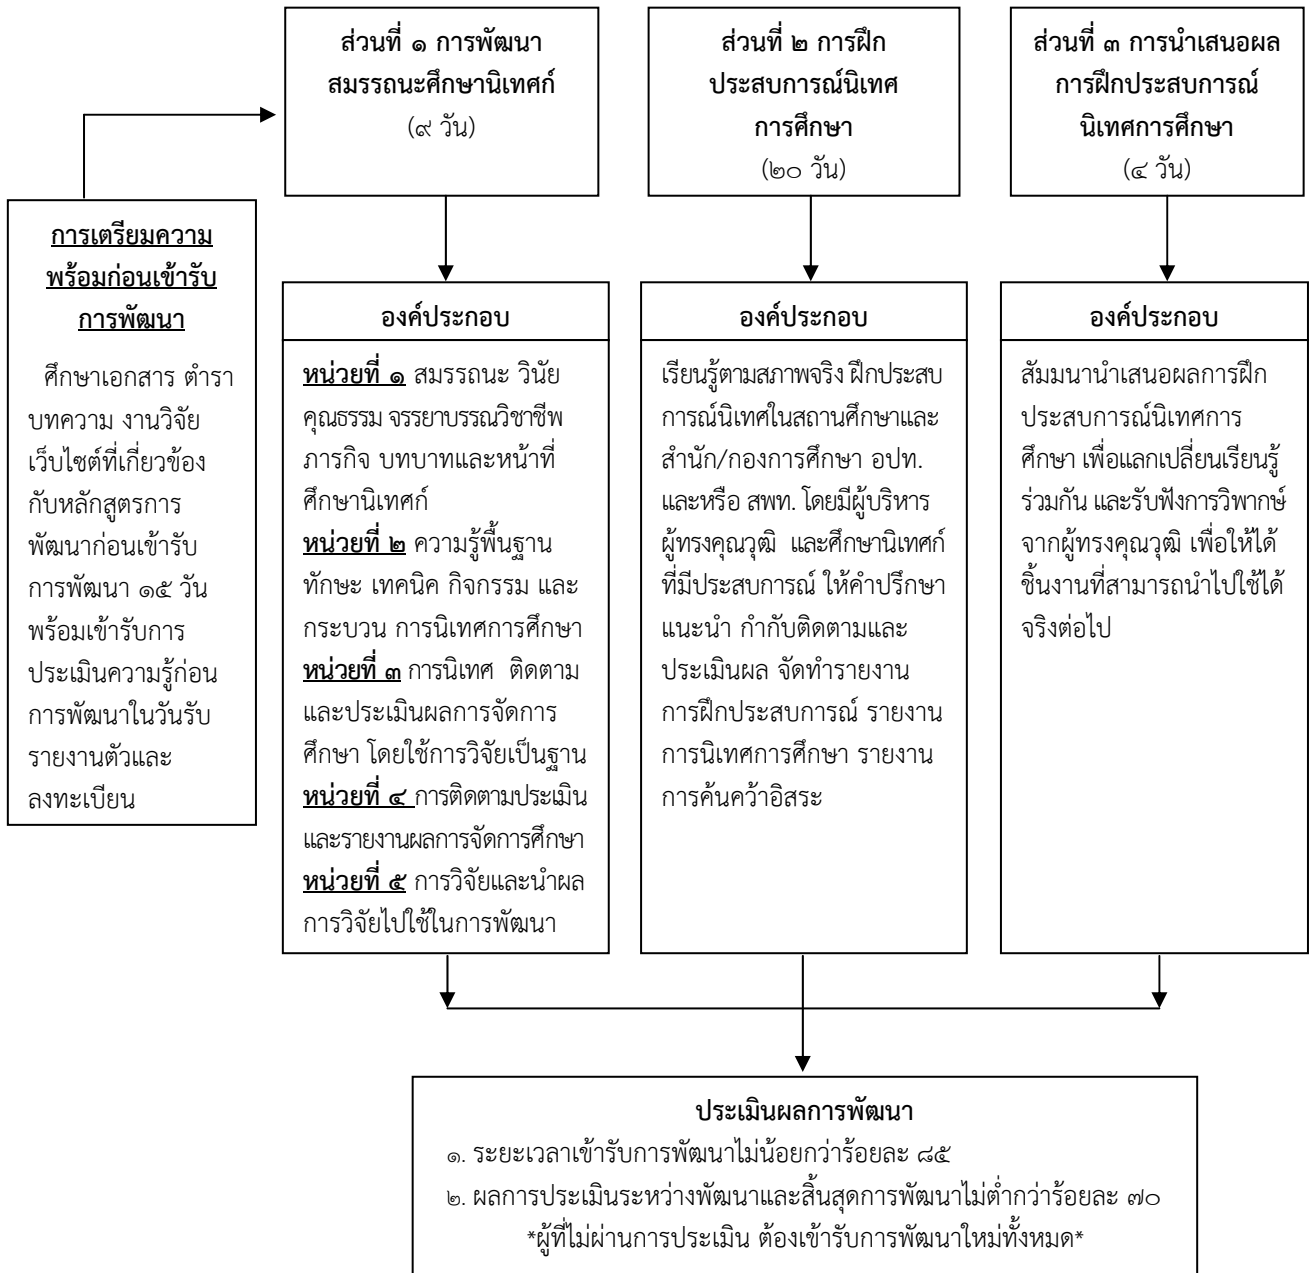 ส่วนที่ ๑ การพัฒนา
สมรรถนะศึกษานิเทศก์
(๙ วัน)
ส่วนที่ ๒ การฝึก
ประสบการณ์นิเทศ
การศึกษา
(๒๐ วัน)
ส่วนที่ ๓ การนำเสนอผล
การฝึกประสบการณ์
นิเทศการศึกษา
(๔ วัน)
การเตรียมความ
พร้อมก่อนเข้ารับ
การพัฒนา
ศึกษาเอกสาร ตำรา
บทความ งานวิจัย
เว็บไซต์ที่เกี่ยวข้อง
กับหลักสูตรการ
พัฒนาก่อนเข้ารับ
การพัฒนา ๑๕ วัน
พร้อมเข้ารับการ
ประเมินความรู้ก่อน
การพัฒนาในวันรับ
รายงานตัวและ
ลงทะเบียน
องค์ประกอบ
หน่วยที่ ๑ สมรรถนะ วินัย
คุณธรรม จรรยาบรรณวิชาชีพ
ภารกิจ บทบาทและหน้าที่
ศึกษานิเทศก์
หน่วยที่ ๒ ความรู้พื้นฐาน
ทักษะ เทคนิค กิจกรรม และ
กระบวน การนิเทศการศึกษา
หน่วยที่ ๓ การนิเทศ ติดตาม
และประเมินผลการจัดการ
ศึกษา โดยใช้การวิจัยเป็นฐาน
หน่วยที่ ๔ การติดตามประเมิน
และรายงานผลการจัดการศึกษา
หน่วยที่ ๕ การวิจัยและนำผล
การวิจัยไปใช้ในการพัฒนา
องค์ประกอบ
เรียนรู้ตามสภาพจริง ฝึกประสบ
การณ์นิเทศในสถานศึกษาและ
สำนัก/กองการศึกษา อปท.
และหรือ สพท. โดยมีผู้บริหาร
ผู้ทรงคุณวุฒิ และศึกษานิเทศก์
ที่มีประสบการณ์ ให้คำปรึกษา
แนะนำ กำกับติดตามและ
ประเมินผล จัดทำรายงาน
การฝึกประสบการณ์ รายงาน
การนิเทศการศึกษา รายงาน
การค้นคว้าอิสระ
องค์ประกอบ
สัมมนานำเสนอผลการฝึก
ประสบการณ์นิเทศการ
ศึกษา เพื่อแลกเปลี่ยนเรียนรู้
ร่วมกัน และรับฟังการวิพากษ์
จากผู้ทรงคุณวุฒิ เพื่อให้ได้
ชิ้นงานที่สามารถนำไปใช้ได้
จริงต่อไป
ประเมินผลการพัฒนา
๑. ระยะเวลาเข้ารับการพัฒนาไม่น้อยกว่าร้อยละ ๘๕
๒. ผลการประเมินระหว่างพัฒนาและสิ้นสุดการพัฒนาไม่ต่ำกว่าร้อยละ ๗๐
*ผู้ที่ไม่ผ่านการประเมิน ต้องเข้ารับการพัฒนาใหม่ทั้งหมด*